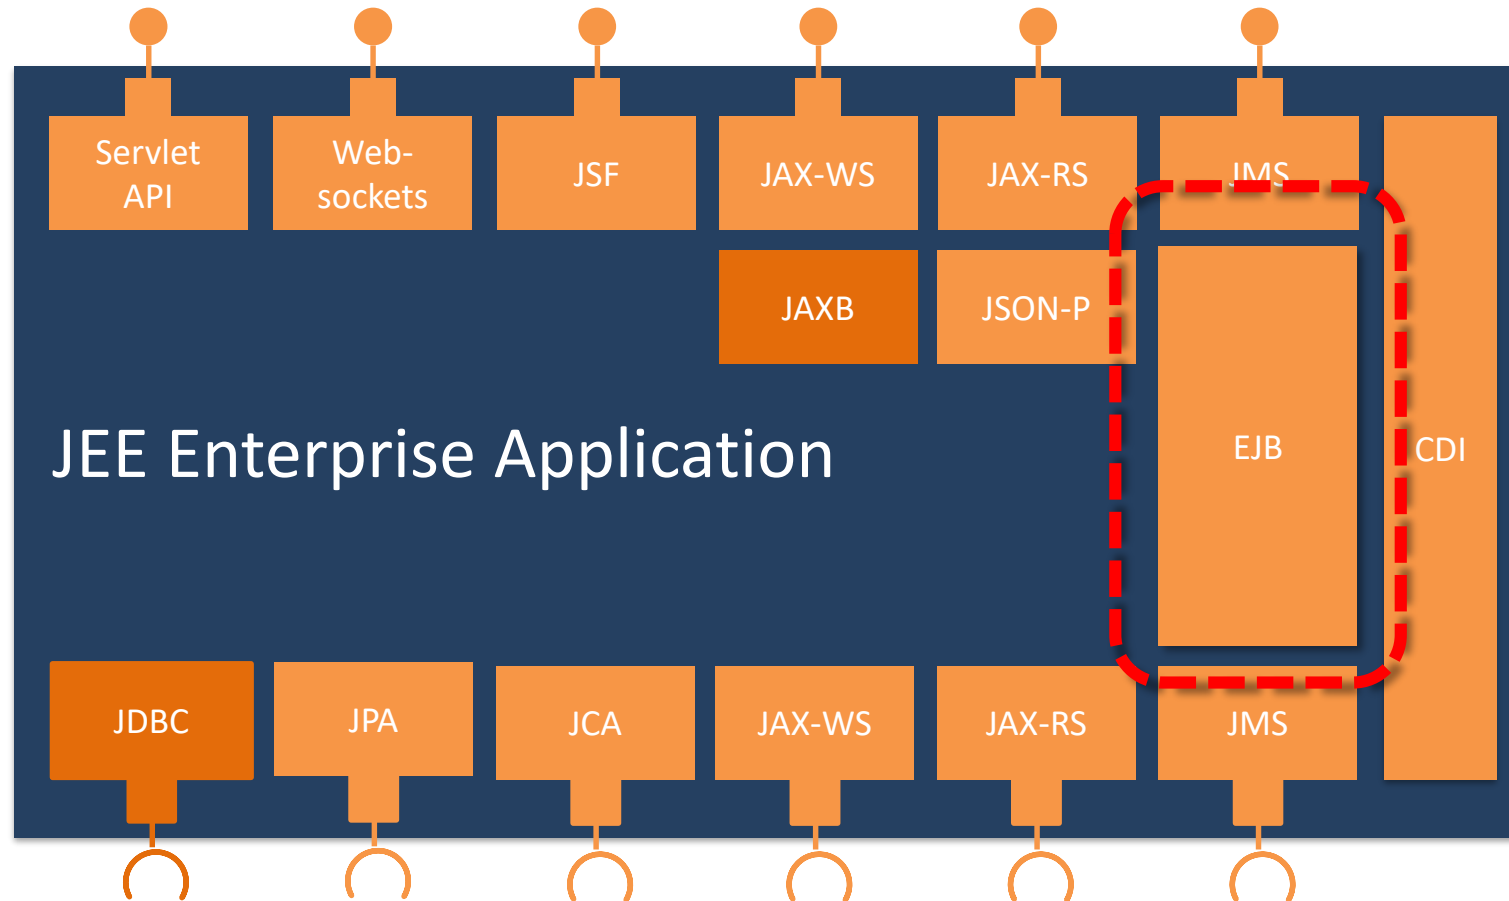 Servlet
API
Web-
sockets
JSF
JAX-WS
JAX-RS
JMS
JAXB
JSON-P
JEE Enterprise Application
EJB
CDI
JDBC
JPA
JCA
JAX-WS
JAX-RS
JMS